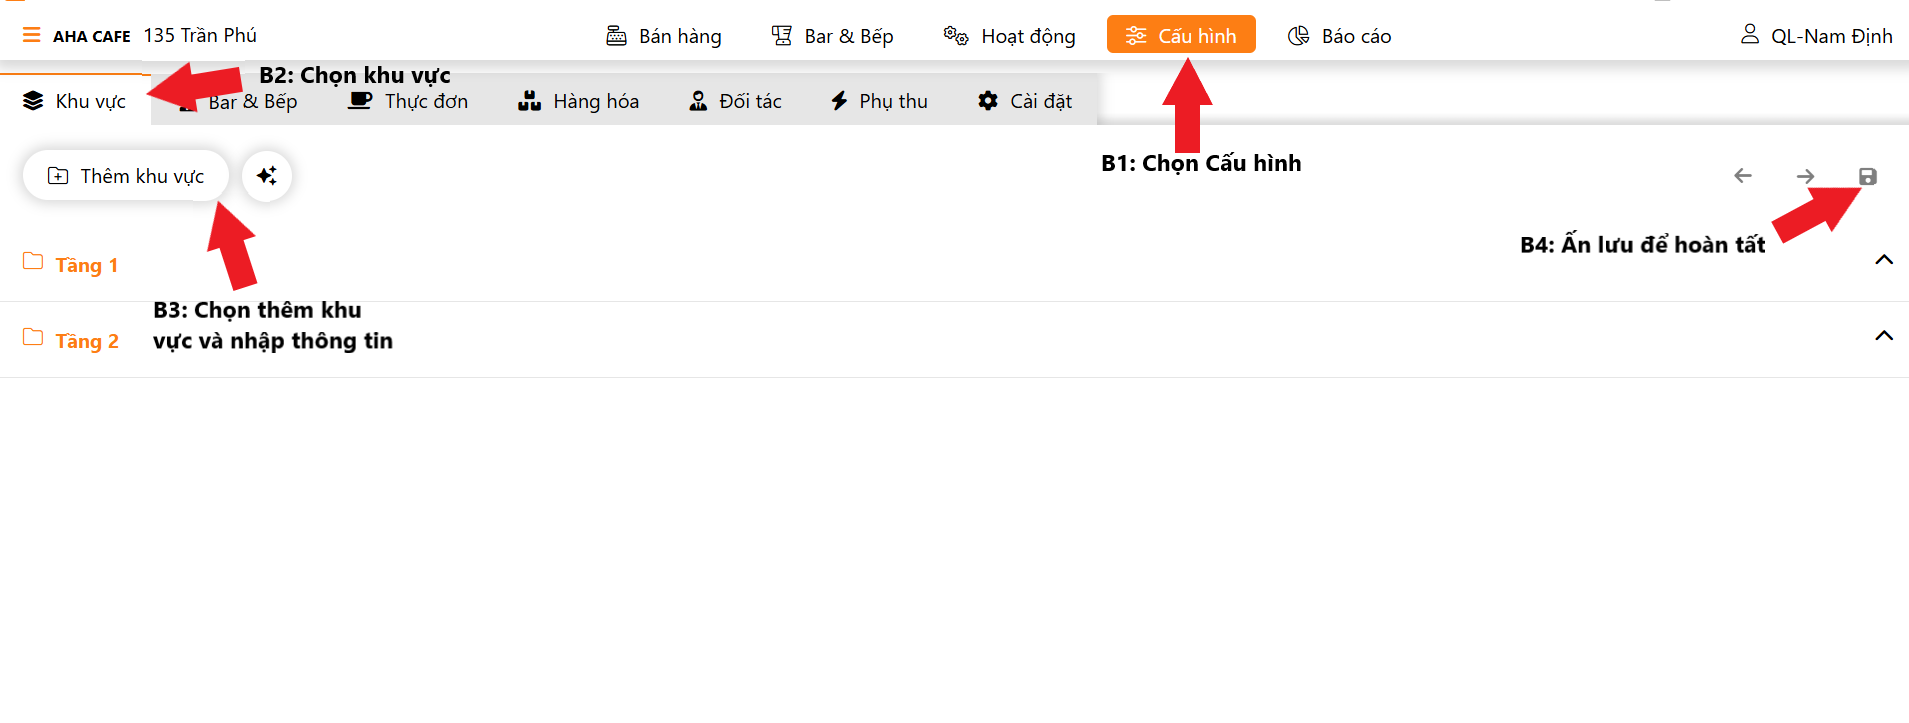 AHA CAFE 135 Trần Phú Bán hàng Bar & Bếp Hoạt động Cấu hình Báo cáo QL-Nam Định
B2: Chọn khu vực
Khu vực Bar & Bếp Thực đơn Hàng hóa Đối tác Phụ thu Cài đặt
B1: Chọn Cấu hình
Thêm khu vực
B4: Ấn lưu để hoàn tất
Tầng 1
B3: Chọn thêm khu
vực và nhập thông tin
Tầng 2